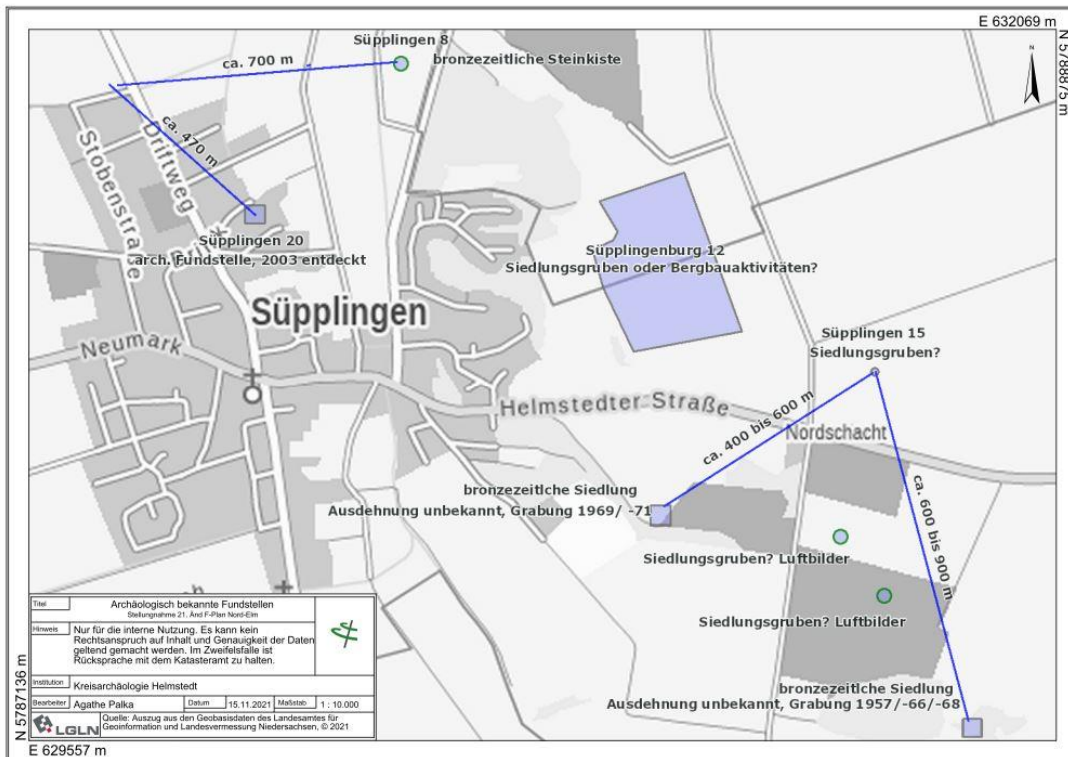 E 632069 m
N 5788875 m
Süpplingen 8
bronzezeitliche Steinkiste
ca. 700 m
N
Driftweg
Stobenstraße
ca. 470 m
Süpplingen 20
arch. Fundstelle, 2003 entdeckt
Süpplingenburg 12
Siedlungsgruben oder Bergbauaktivitäten?
Süpplingen
Neumark
Süpplingen 15
Siedlungsgruben?
Helmstedter Straße
ca. 400 bis 600 m
Nordschacht
bronzezeitlche Siedlung
Ausdehnung unbekannt, Grabung 1969/ -71
ca. 600 bis 900 m
Siedlungsgruben? Luftbilder
Siedlungsgruben? Luftbilder
bronzezeitliche Siedlung
Ausdehnung unbekannt, Grabung 1957/-66/-68
Titel
Archäologisch bekannte Fundstellen
Stellungnahme 21. Änd F-Plan Nord-Elm
Hinweis
Nur für die interne Nutzung. Es kann kein
Rechtsanspruch auf Inhalt und Genauigkeit der Daten
geltend gemacht werden. Im Zweifelsfalle ist
Rücksprache mit dem Katasteramt zu halten.
Institution
Kreisarchäologie Helmstedt
Bearbeiter
Agathe Palka
Datum
15.11.2021
Maßstab
1 : 10.000
LGLN
Quelle: Auszug aus den Geobasisdaten des Landesamtes für
Geoinformation und Landesvermessung Niedersachsen, © 2021
N 5787136 m
E 629557 m